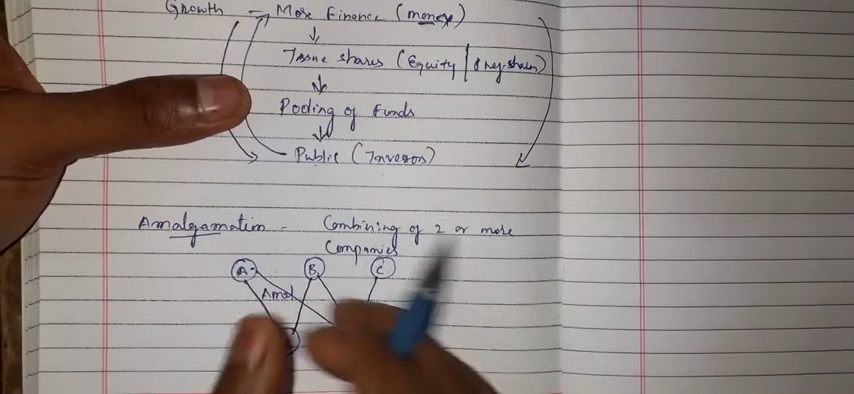 Growth - More Finance (money)
Issue shares (Equity | Preg. shares)
Pooling of Funds
Public (Investors)
Amalgamation - Combining of 2 or more
Companies
A B C
Amal